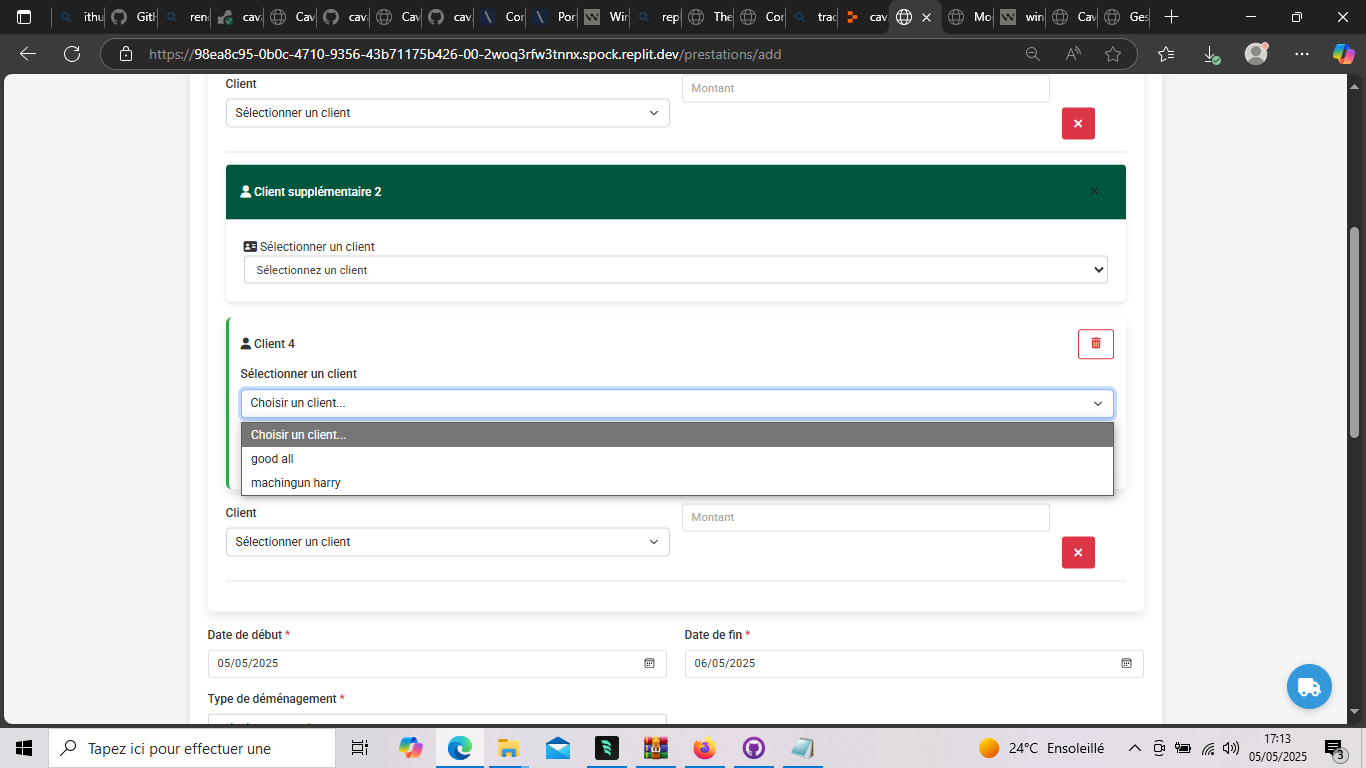 ithu
Gith
ren
cava
Cav
cav
Cav
cav
Cor
Por
Wir
rep
The
Cor
trad
cav
Mo
win
Cav
Ges
https://98ea8c95-0b0c-4710-9356-43b71175b426-00-2woq3rfw3tnnx.spock.replit.dev/prestations/add
Client
Montant
Sélectionner un client
Client supplémentaire 2
Sélectionner un client
Sélectionnez un client
Client 4
Sélectionner un client
Choisir un client...
Choisir un client...
good all
machingun harry
Client
Montant
Sélectionner un client
Date de début *
Date de fin *
05/05/2025
06/05/2025
Type de déménagement *
Tapez ici pour effectuer une
24°C Ensoleillé
17:13
05/05/2025
3